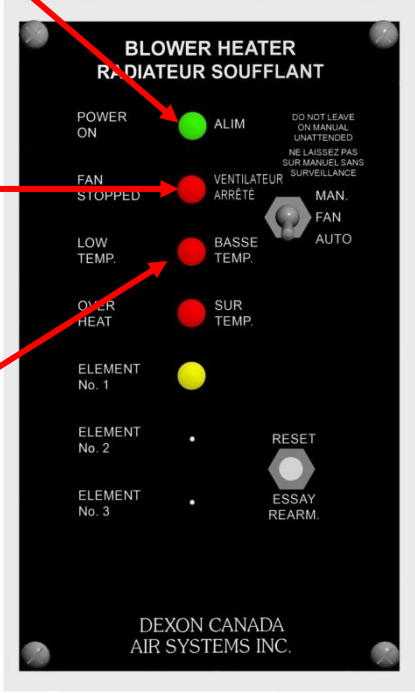 BLOWER HEATER
RADIATEUR SOUFFLANT
POWER
ON
ALIM
DO NOT LEAVE
ON MANUAL
UNATTENDED
NE LAISSEZ PAS
SUR MANUEL SANS
SURVEILLANCE
FAN
STOPPED
VENTILATEUR
ARRÊTÉ
MAN.
FAN
AUTO
LOW
TEMP.
BASSE
TEMP.
OVER
HEAT
SUR
TEMP.
ELEMENT
No. 1
ELEMENT
No. 2
RESET
ELEMENT
No. 3
ESSAY
REARM.
DEXON CANADA
AIR SYSTEMS INC.